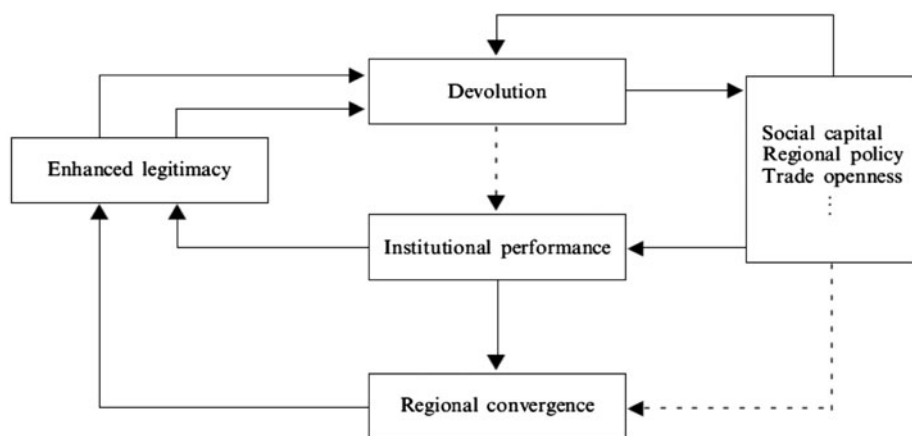 Devolution
Social capital
Regional policy
Trade openness
⋮
Enhanced legitimacy
Institutional performance
Regional convergence